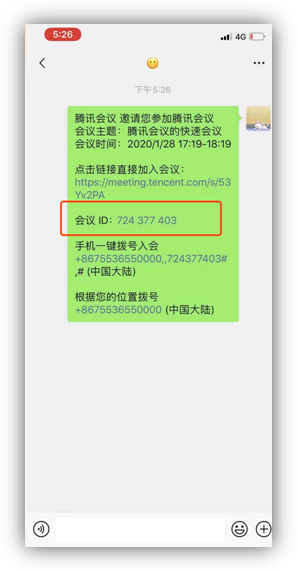 5:26
4G
下午 5:26
腾讯会议 邀请您参加腾讯会议
会议主题：腾讯会议的快速会议
会议时间：2020/1/28 17:19-18:19
点击链接直接加入会议：
https://meeting.tencent.com/s/53
Yv2PA
会议 ID：724 377 403
手机一键拨号入会
+8675536550000,,724377403#
,# (中国大陆)
根据您的位置拨号
+8675536550000 (中国大陆)